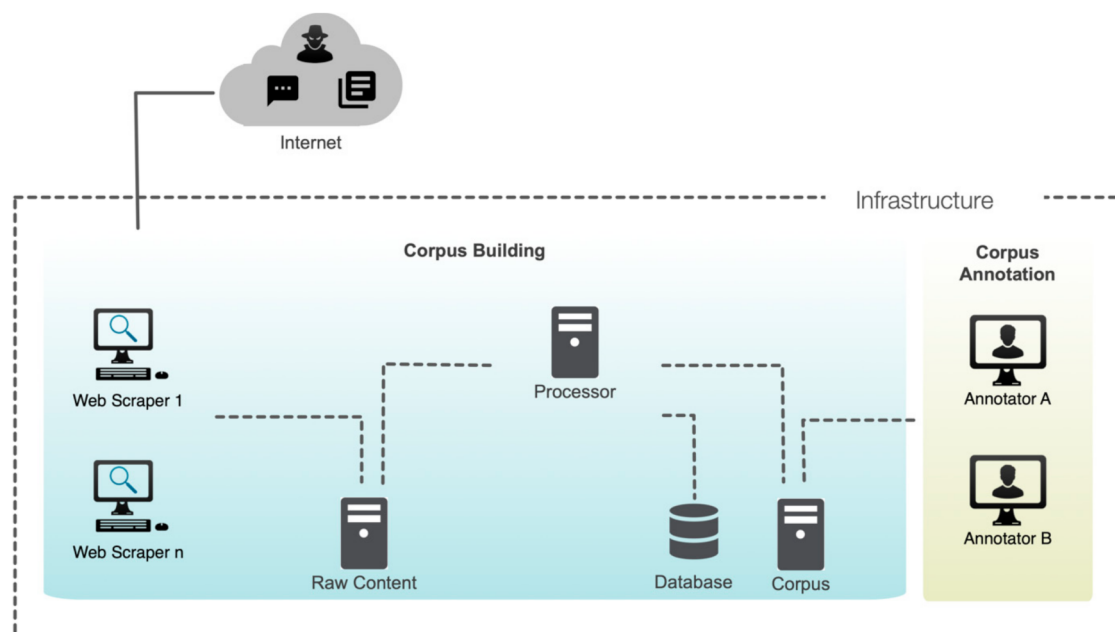 Internet
Infrastructure
Corpus Building
Corpus
Annotation
Web Scraper 1
Processor
Annotator A
Web Scraper n
Raw Content
Database
Corpus
Annotator B